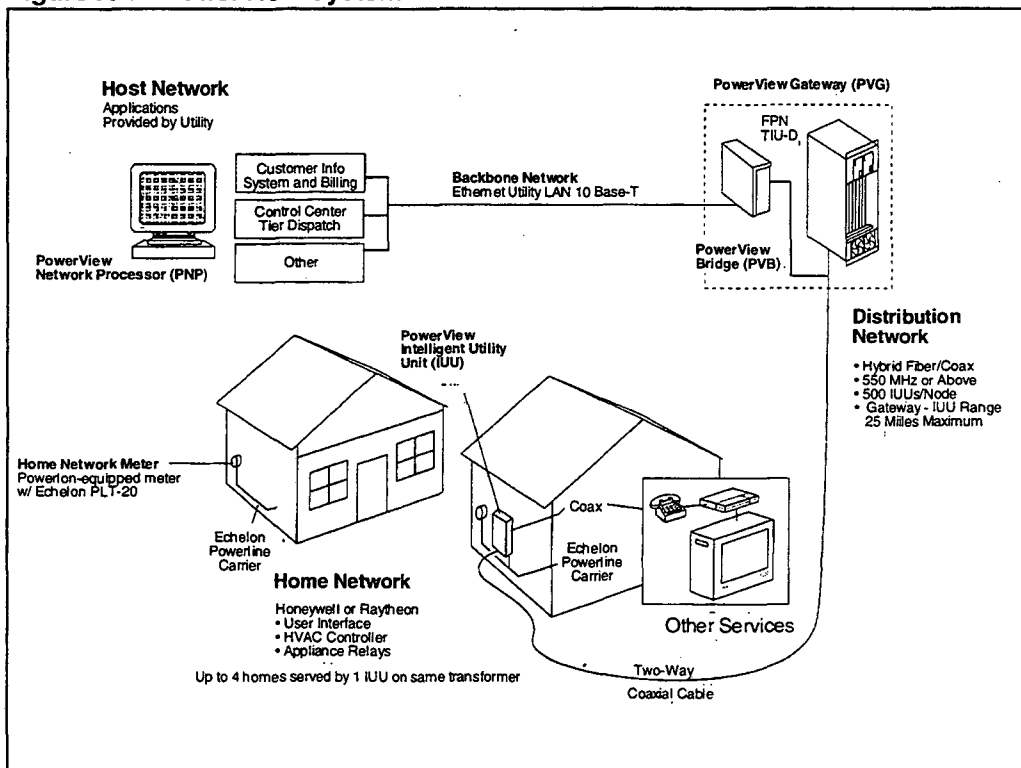 Host Network
Applications
Provided by Utility
Customer Info
System and Billing
Control Center
Tier Dispatch
Other
PowerView
Network Processor (PNP)
Backbone Network
Ethernet Utility LAN 10 Base-T
PowerView Gateway (PVG)
FPN
TIU-D
PowerView
Bridge (PVB)
Distribution
Network
• Hybrid Fiber/Coax
• 550 MHz or Above
• 500 IUUs/Node
• Gateway - IUU Range
25 Miles Maximum
PowerView
Intelligent Utility
Unit (IUU)
Home Network Meter
Powerlon-equipped meter
w/ Echelon PLT-20
Echelon
Powerline
Carrier
Coax
Echelon
Powerline
Carrier
Other Services
Home Network
Honeywell or Raytheon
• User Interface
• HVAC Controller
• Appliance Relays
Up to 4 homes served by 1 IUU on same transformer
Two-Way
Coaxial Cable